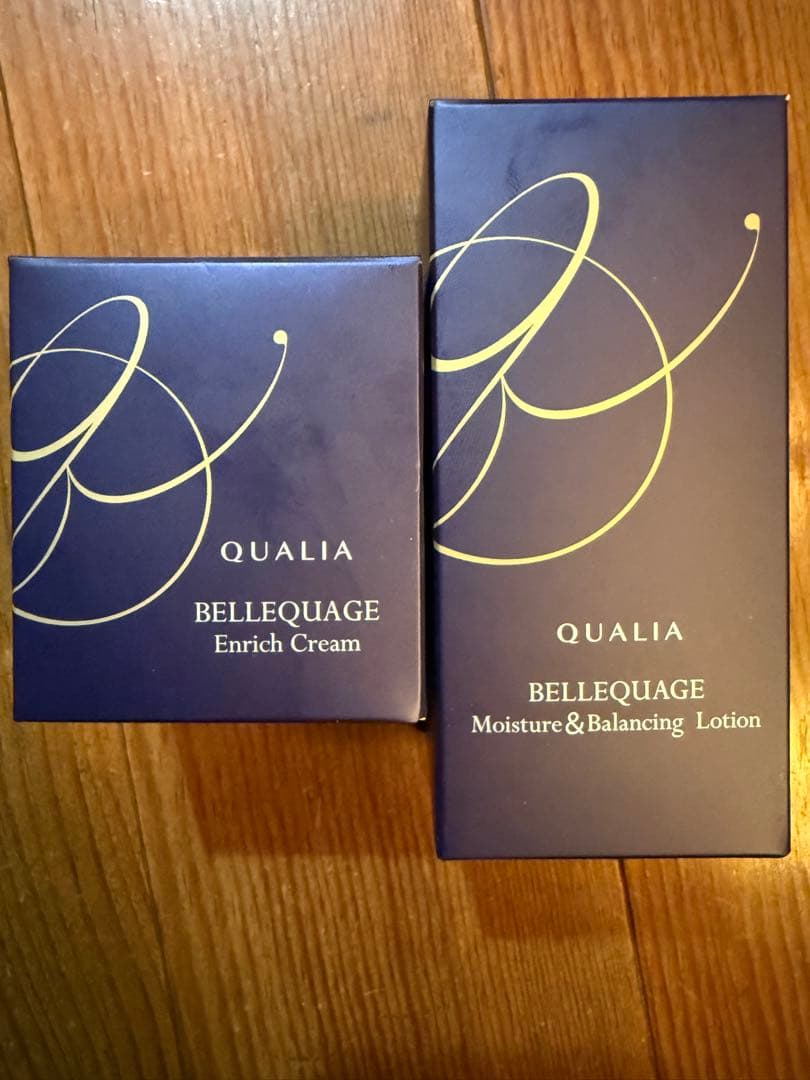 QUALIA
BELLEQUAGE
Enrich Cream
QUALIA
BELLEQUAGE
Moisture&Balancing Lotion